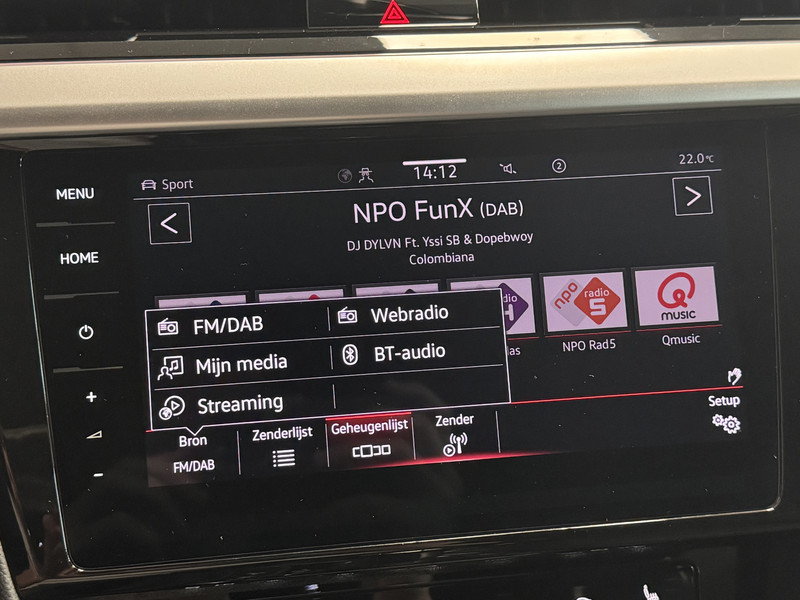 Sport
14:12
2
22.0°C
MENU
HOME
+
-
NPO FunX (DAB)
DJ DYLVN Ft. Yssi SB & Dopebwoy
Colombiana
npo radio 5
Q
MUSIC
NPO Rad5
Qmusic
FM/DAB
Webradio
Mijn media
BT-audio
Streaming
Bron
FM/DAB
Zenderlijst
Geheugenlijst
Zender
Setup